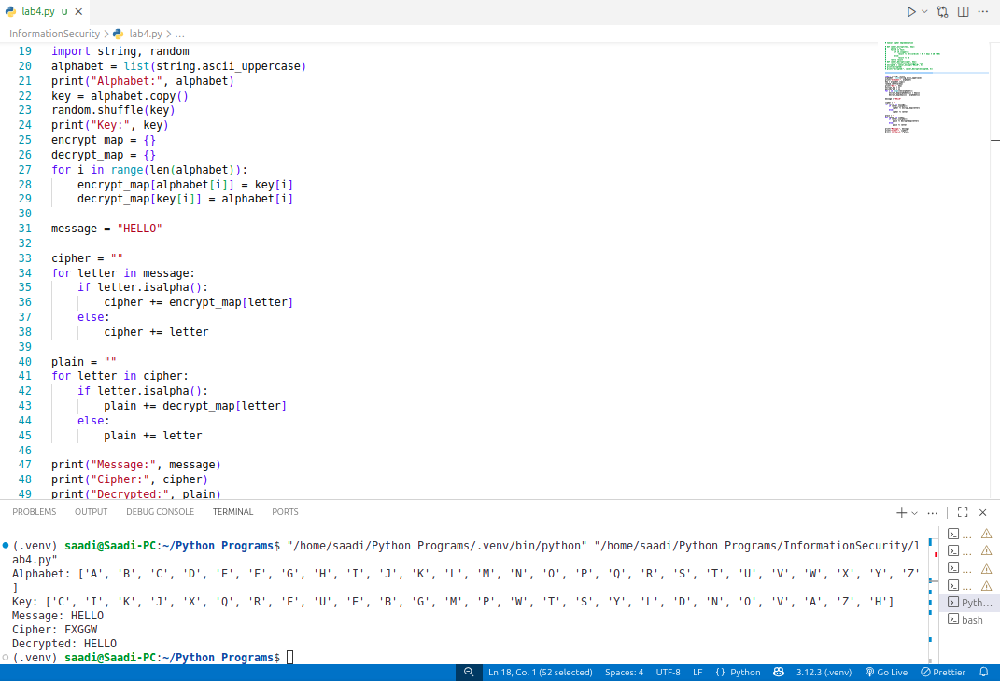 lab4.py U
InformationSecurity > lab4.py > ...
19 import string, random
20 alphabet = list(string.ascii_uppercase)
21 print("Alphabet:", alphabet)
22 key = alphabet.copy()
23 random.shuffle(key)
24 print("Key:", key)
25 encrypt_map = {}
26 decrypt_map = {}
27 for i in range(len(alphabet)):
28     encrypt_map[alphabet[i]] = key[i]
29     decrypt_map[key[i]] = alphabet[i]
30
31 message = "HELLO"
32
33 cipher = ""
34 for letter in message:
35     if letter.isalpha():
36         cipher += encrypt_map[letter]
37     else:
38         cipher += letter
39
40 plain = ""
41 for letter in cipher:
42     if letter.isalpha():
43         plain += decrypt_map[letter]
44     else:
45         plain += letter
46
47 print("Message:", message)
48 print("Cipher:", cipher)
49 print("Decrypted:", plain)
PROBLEMS OUTPUT DEBUG CONSOLE TERMINAL PORTS
(.venv) saadi@Saadi-PC:~/Python Programs$ "/home/saadi/Python Programs/.venv/bin/python" "/home/saadi/Python Programs/InformationSecurity/l
ab4.py"
Alphabet: ['A', 'B', 'C', 'D', 'E', 'F', 'G', 'H', 'I', 'J', 'K', 'L', 'M', 'N', 'O', 'P', 'Q', 'R', 'S', 'T', 'U', 'V', 'W', 'X', 'Y', 'Z'
]
Key: ['C', 'I', 'K', 'J', 'X', 'Q', 'R', 'F', 'U', 'E', 'B', 'G', 'M', 'P', 'W', 'T', 'S', 'Y', 'L', 'D', 'N', 'O', 'V', 'A', 'Z', 'H']
Message: HELLO
Cipher: FXGGW
Decrypted: HELLO
(.venv) saadi@Saadi-PC:~/Python Programs$
...
...
...
...
Pyth...
bash
Ln 18, Col 1 (52 selected) Spaces: 4 UTF-8 LF {} Python 3.12.3 (.venv) Go Live Prettier